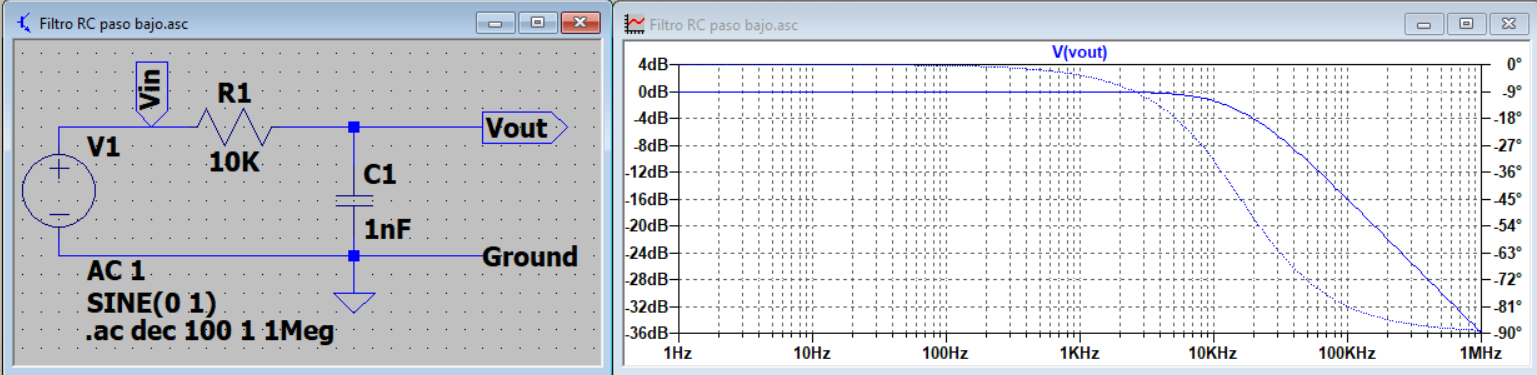 Filtro RC paso bajo.asc
Vin
R1
10K
V1
Vout
C1
1nF
Ground
AC 1
SINE(0 1)
.ac dec 100 1 1Meg
Filtro RC paso bajo.asc
V(vout)
4dB 0°
0dB -9°
-4dB -18°
-8dB -27°
-12dB -36°
-16dB -45°
-20dB -54°
-24dB -63°
-28dB -72°
-32dB -81°
-36dB -90°
1Hz 10Hz 100Hz 1KHz 10KHz 100KHz 1MHz